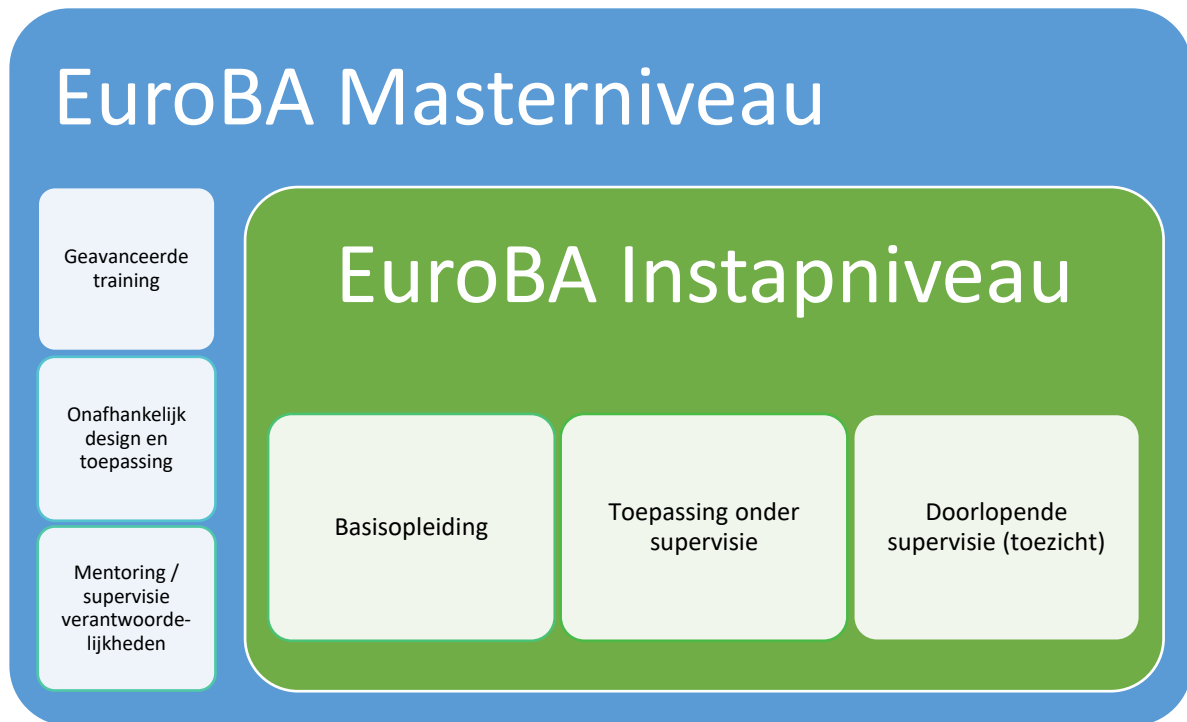 EuroBA Masterniveau
Geavanceerde
training
Onafhankelijk
design en
toepassing
Mentoring /
supervisie
verantwoorde-
lijkheden
EuroBA Instapniveau
Basisopleiding
Toepassing onder
supervisie
Doorlopende
supervisie (toezicht)